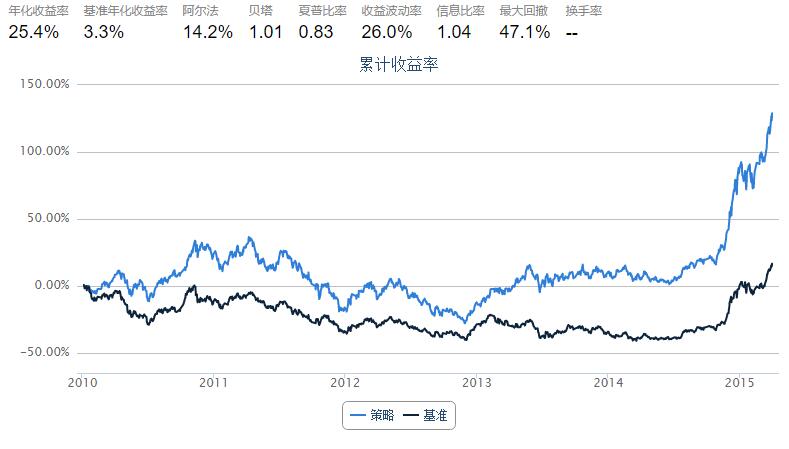 年化收益率 基准年化收益率 阿尔法 贝塔 夏普比率 收益波动率 信息比率 最大回撤 换手率
25.4% 3.3% 14.2% 1.01 0.83 26.0% 1.04 47.1% --
累计收益率
150.00%
100.00%
50.00%
0.00%
-50.00%
2010 2011 2012 2013 2014 2015
策略 基准